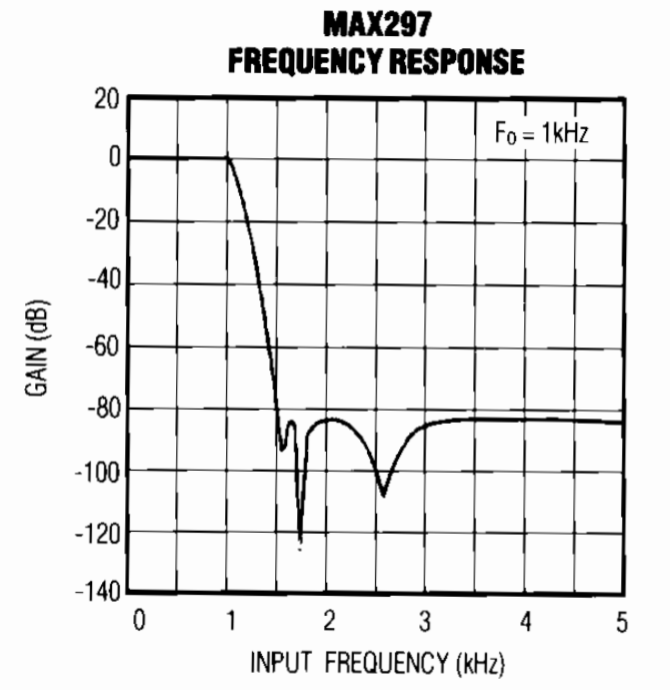 MAX297
FREQUENCY RESPONSE
F₀ = 1kHz
GAIN (dB)
20
0
-20
-40
-60
-80
-100
-120
-140
0 1 2 3 4 5
INPUT FREQUENCY (kHz)